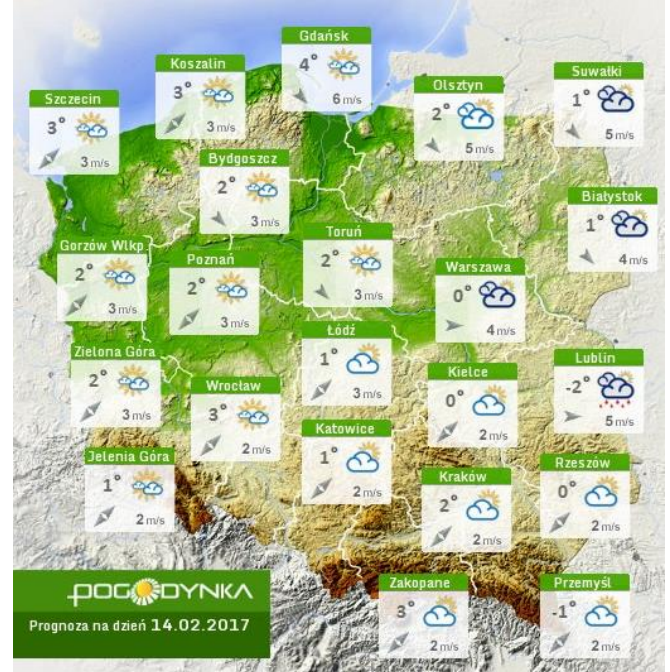 Gdańsk
4°
6 m/s
Koszalin
3°
3 m/s
Suwałki
1°
5 m/s
Olsztyn
2°
5 m/s
Szczecin
3°
3 m/s
Bydgoszcz
2°
3 m/s
Białystok
1°
4 m/s
Toruń
2°
3 m/s
Gorzów Wlkp
2°
3 m/s
Poznań
2°
3 m/s
Warszawa
0°
4 m/s
Łódź
1°
3 m/s
Zielona Góra
2°
3 m/s
Lublin
-2°
5 m/s
Kielce
0°
2 m/s
Wrocław
3°
2 m/s
Katowice
1°
2 m/s
Jelenia Góra
1°
2 m/s
Rzeszów
0°
2 m/s
Kraków
2°
2 m/s
Zakopane
3°
2 m/s
Przemyśl
-1°
2 m/s
POGODYNKA
Prognoza na dzień 14.02.2017